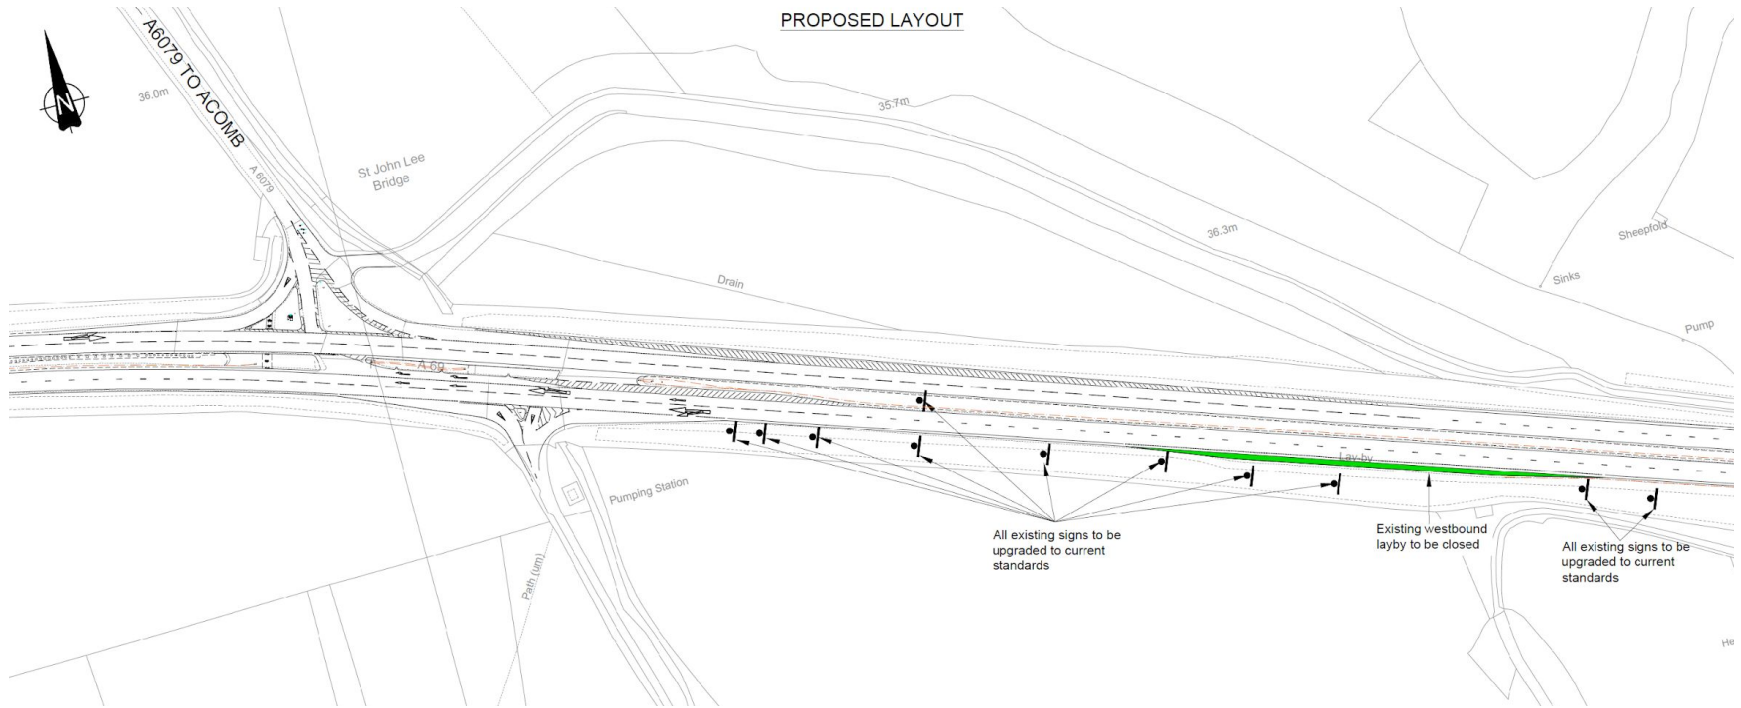 PROPOSED LAYOUT
A6079 TO ACOMB
N
36.0m
A 6079
St John Lee
Bridge
35.7m
36.3m
Sheepfold
Sinks
Drain
Pump
A 69
Lay-by
Pumping Station
Path (um)
All existing signs to be
upgraded to current
standards
Existing westbound
layby to be closed
All existing signs to be
upgraded to current
standards
He